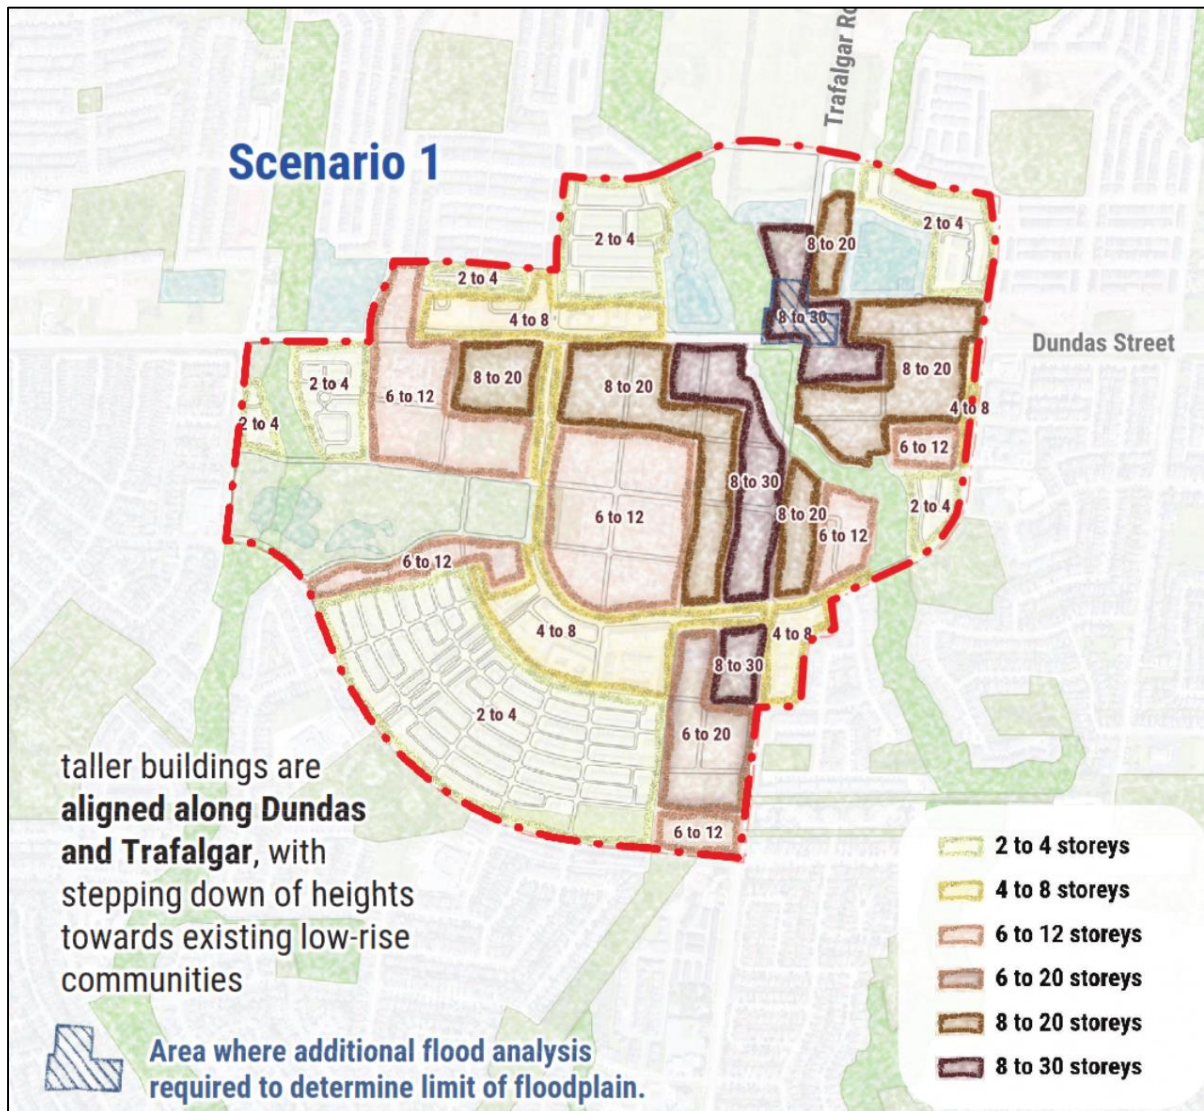 Trafalgar Ro
Scenario 1
2 to 4
2 to 4
8 to 20
2 to 4
4 to 8
8 to 30
Dundas Street
2 to 4
8 to 20
8 to 20
8 to 20
6 to 12
4 to 8
2 to 4
6 to 12
8 to 30
2 to 4
6 to 12
8 to 20
6 to 12
6 to 12
4 to 8
4 to 8
8 to 30
2 to 4
6 to 20
6 to 12
taller buildings are
aligned along Dundas
and Trafalgar, with
stepping down of heights
towards existing low-rise
communities
Area where additional flood analysis
required to determine limit of floodplain.
2 to 4 storeys
4 to 8 storeys
6 to 12 storeys
6 to 20 storeys
8 to 20 storeys
8 to 30 storeys